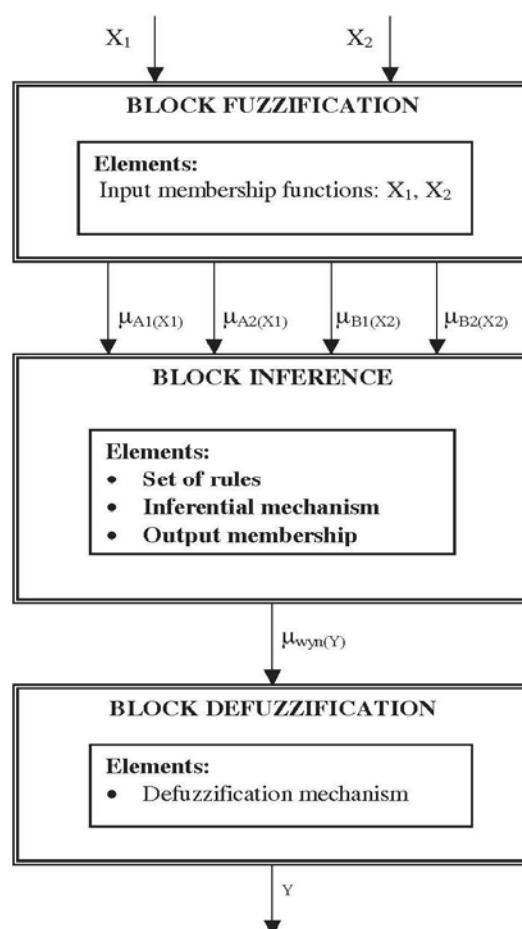 X₁ X₂
BLOCK FUZZIFICATION
Elements:
Input membership functions: X₁, X₂
μA1(X1) μA2(X1) μB1(X2) μB2(X2)
BLOCK INFERENCE
Elements:
• Set of rules
• Inferential mechanism
• Output membership
μwyn(Y)
BLOCK DEFUZZIFICATION
Elements:
• Defuzzification mechanism
Y